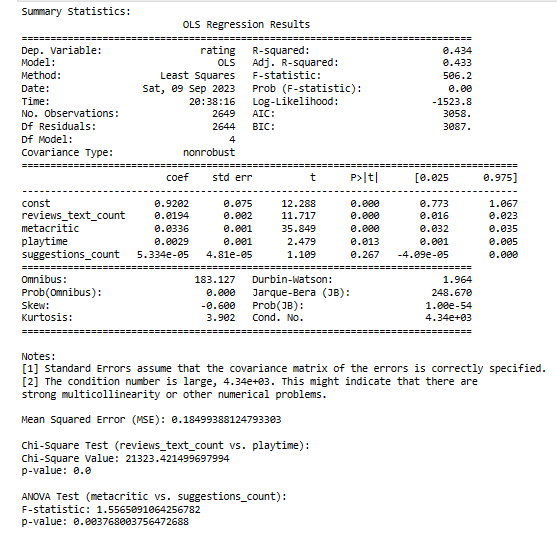 Summary Statistics:
OLS Regression Results
==============================================================================
Dep. Variable: rating R-squared: 0.434
Model: OLS Adj. R-squared: 0.433
Method: Least Squares F-statistic: 506.2
Date: Sat, 09 Sep 2023 Prob (F-statistic): 0.00
Time: 20:38:16 Log-Likelihood: -1523.8
No. Observations: 2649 AIC: 3058.
Df Residuals: 2644 BIC: 3087.
Df Model: 4
Covariance Type: nonrobust
=====================================================================================
coef std err t P>|t| [0.025 0.975]
-------------------------------------------------------------------------------------
const 0.9202 0.075 12.288 0.000 0.773 1.067
reviews_text_count 0.0194 0.002 11.717 0.000 0.016 0.023
metacritic 0.0336 0.001 35.849 0.000 0.032 0.035
playtime 0.0029 0.001 2.479 0.013 0.001 0.005
suggestions_count 5.334e-05 4.81e-05 1.109 0.267 -4.09e-05 0.000
==============================================================================
Omnibus: 183.127 Durbin-Watson: 1.964
Prob(Omnibus): 0.000 Jarque-Bera (JB): 248.670
Skew: -0.600 Prob(JB): 1.00e-54
Kurtosis: 3.902 Cond. No. 4.34e+03
==============================================================================
Notes:
[1] Standard Errors assume that the covariance matrix of the errors is correctly specified.
[2] The condition number is large, 4.34e+03. This might indicate that there are
strong multicollinearity or other numerical problems.
Mean Squared Error (MSE): 0.18499388124793303
Chi-Square Test (reviews_text_count vs. playtime):
Chi-Square Value: 21323.421499697994
p-value: 0.0
ANOVA Test (metacritic vs. suggestions_count):
F-statistic: 1.5565091064256782
p-value: 0.003768003756472688